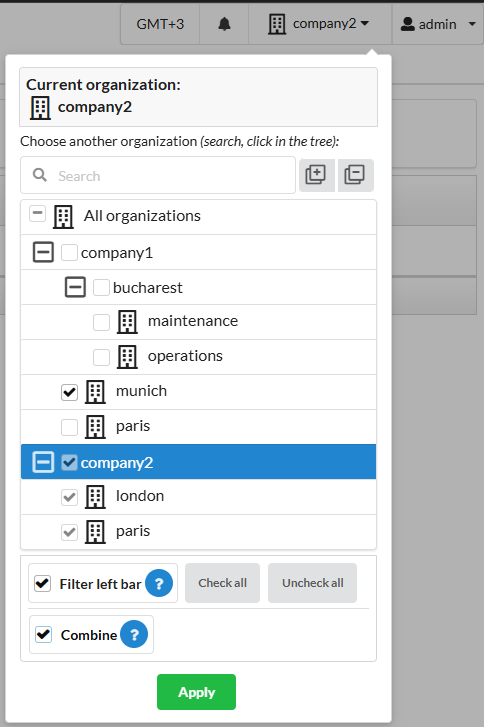 GMT+3 company2 admin
Current organization:
company2
Choose another organization (search, click in the tree):
Search
All organizations
company1
bucharest
maintenance
operations
munich
paris
company2
london
paris
Filter left bar ? Check all Uncheck all
Combine ?
Apply